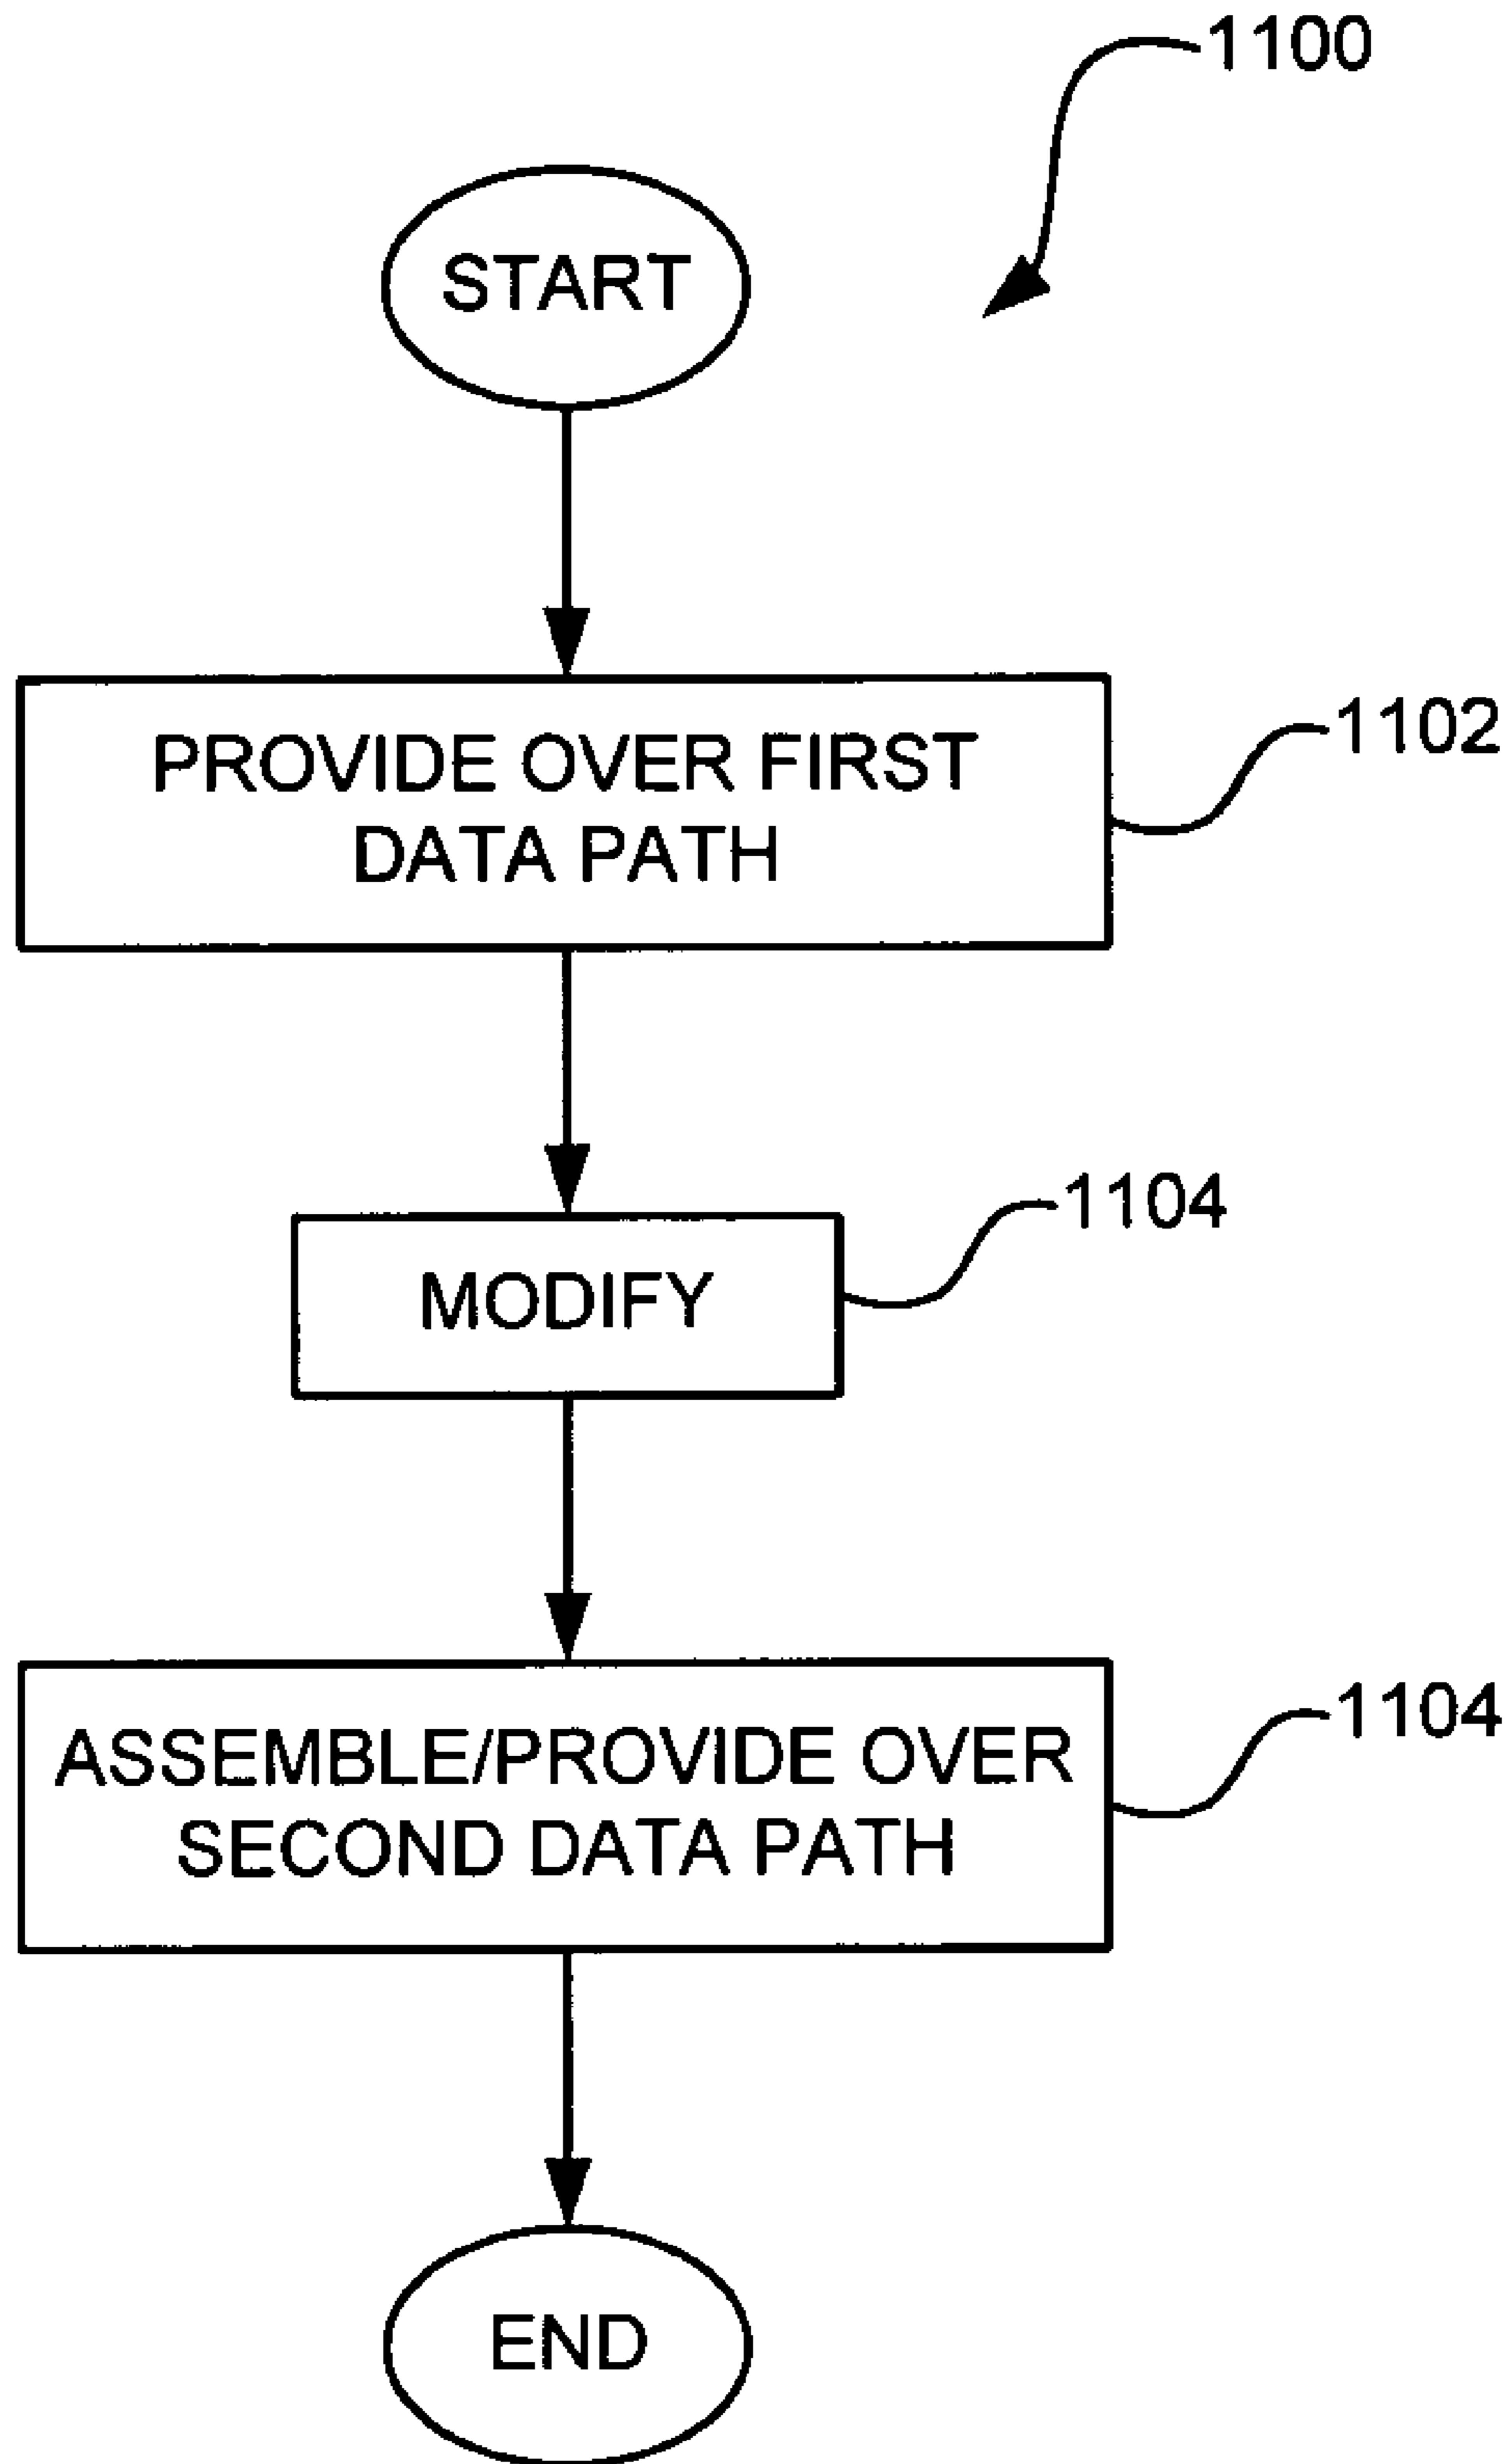 1100
START
PROVIDE OVER FIRST
DATA PATH
1102
MODIFY
1104
ASSEMBLE/PROVIDE OVER
SECOND DATA PATH
1104
END